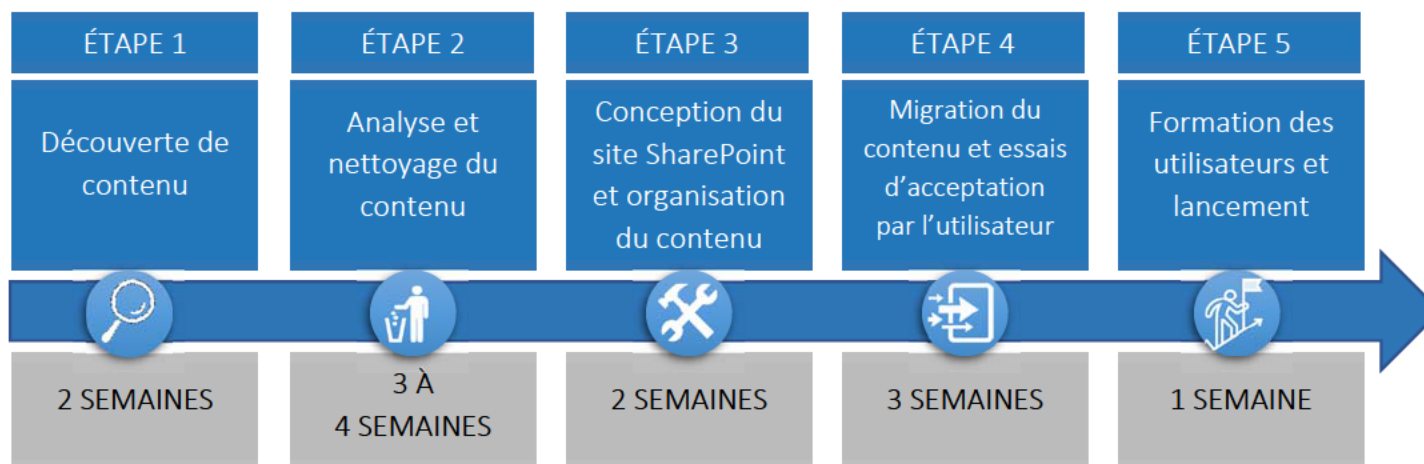 ÉTAPE 1
Découverte de
contenu
2 SEMAINES
ÉTAPE 2
Analyse et
nettoyage du
contenu
3 À
4 SEMAINES
ÉTAPE 3
Conception du
site SharePoint
et organisation
du contenu
2 SEMAINES
ÉTAPE 4
Migration du
contenu et essais
d’acceptation
par l’utilisateur
3 SEMAINES
ÉTAPE 5
Formation des
utilisateurs et
lancement
1 SEMAINE